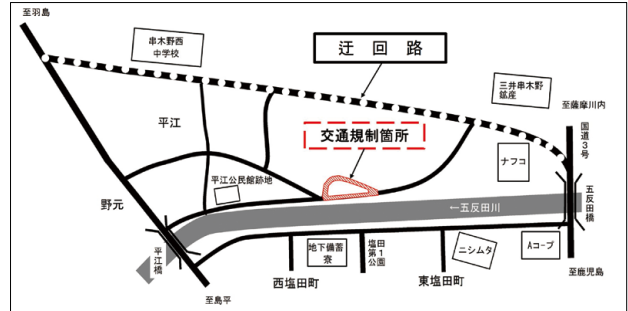 至羽島
串木野西
中学校
迂回路
三井串木野
鉱産
至薩摩川内
国道3号
平江
交通規制箇所
ナフコ
平江公民館跡地
野元
←五反田川
五反田橋
平江橋
地下備蓄
寮
塩田第1公園
ニシムタ
Aコープ
至島平
西塩田町
東塩田町
至鹿児島